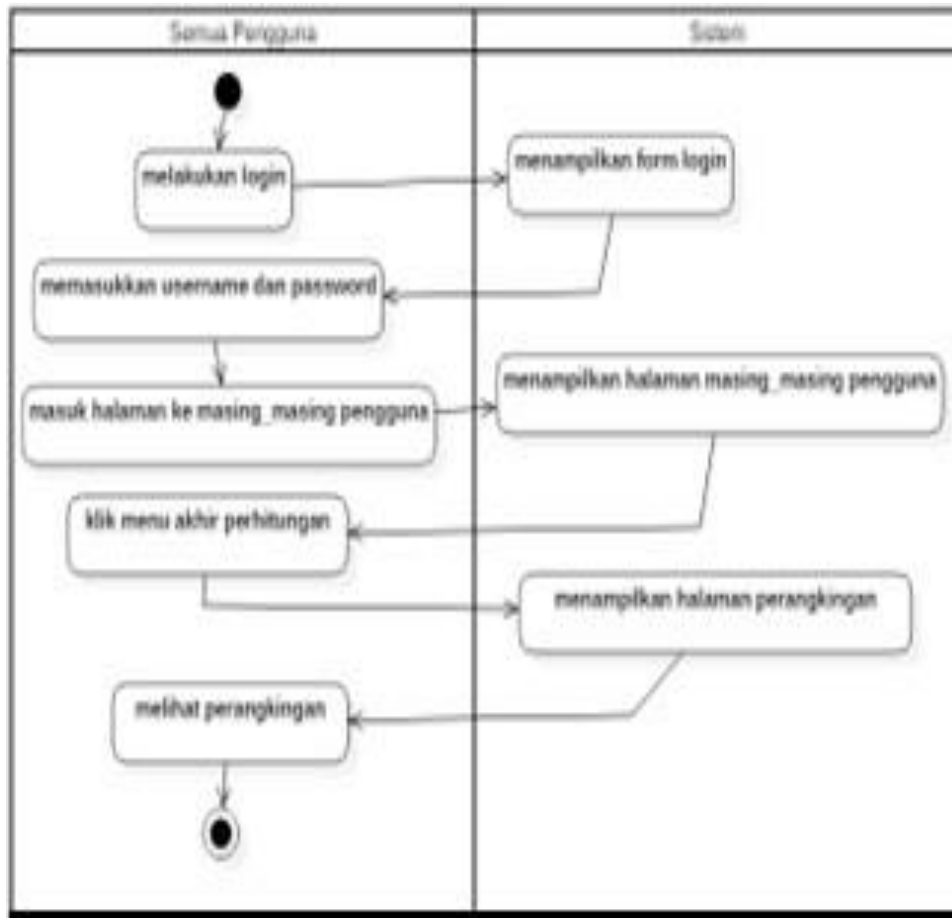 Semua Pengguna
Sistem
melakukan login
menampilkan form login
memasukkan username dan password
menampilkan halaman masing_masing pengguna
masuk halaman ke masing_masing pengguna
klik menu akhir perhitungan
menampilkan halaman perangkingan
melihat perangkingan